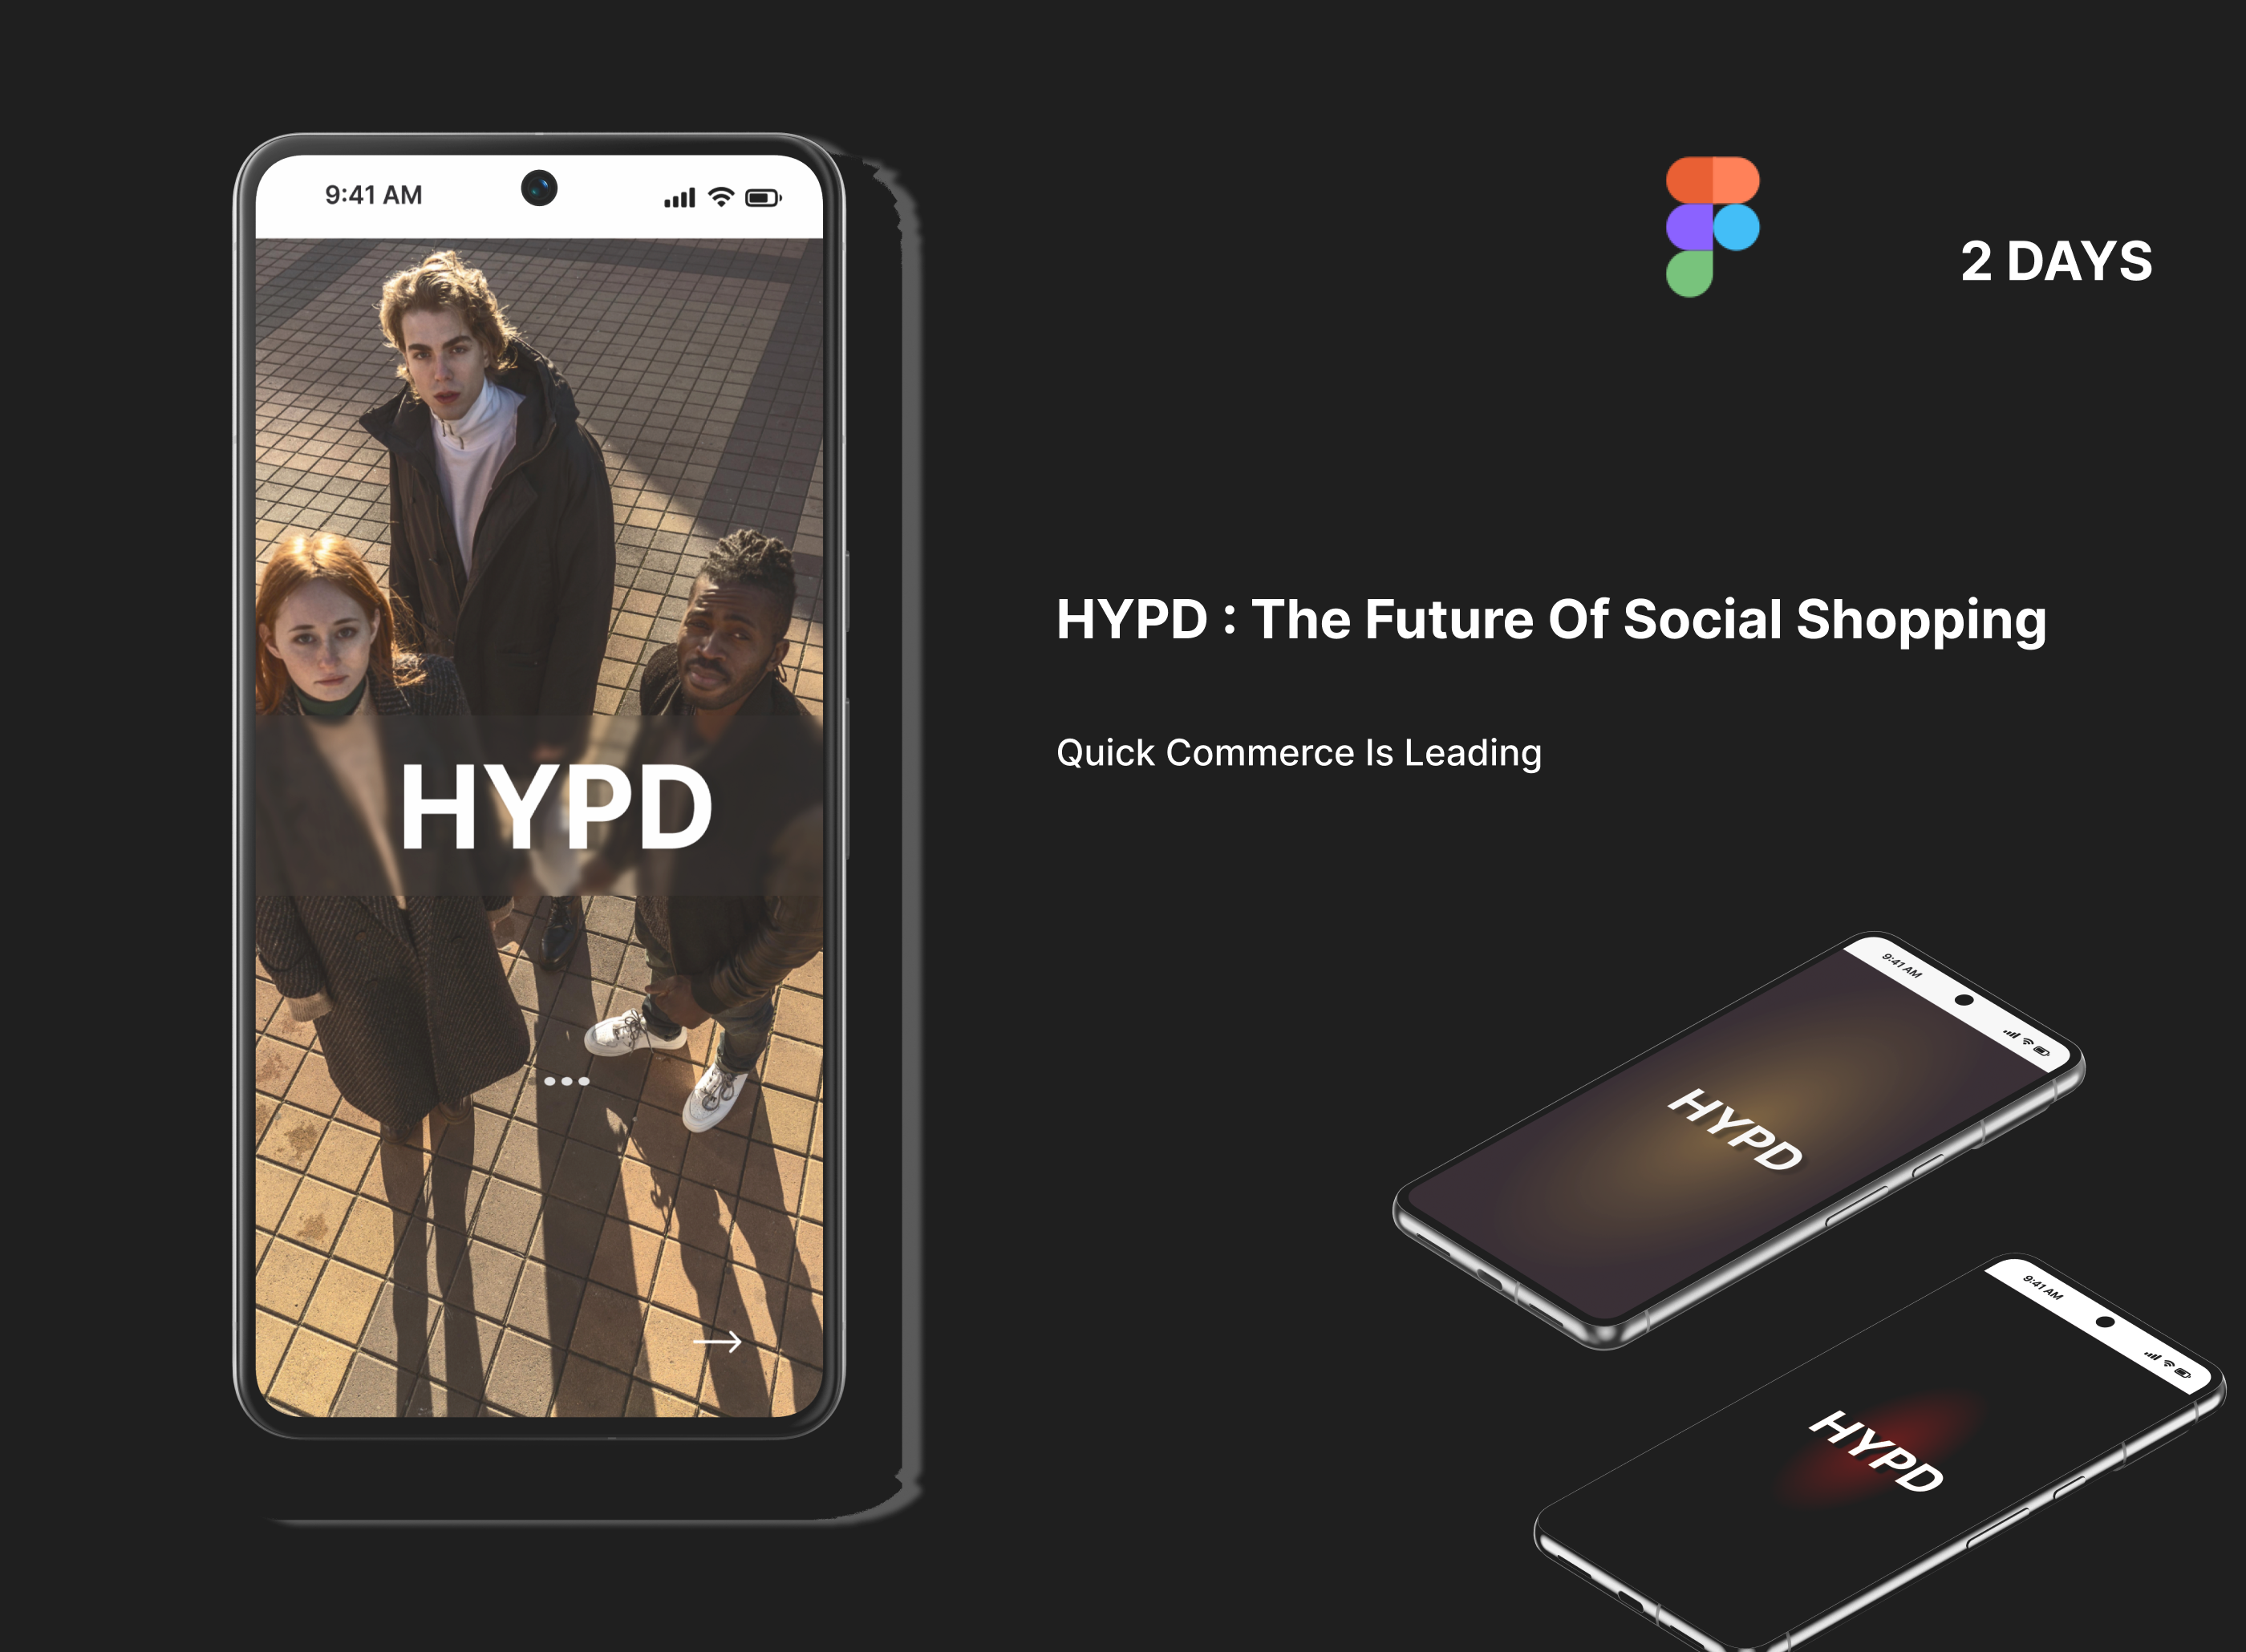 9:41 AM
2 DAYS
HYPD : The Future Of Social Shopping
Quick Commerce Is Leading
HYPD
9:41 AM
HYPD
9:41 AM
HYPD